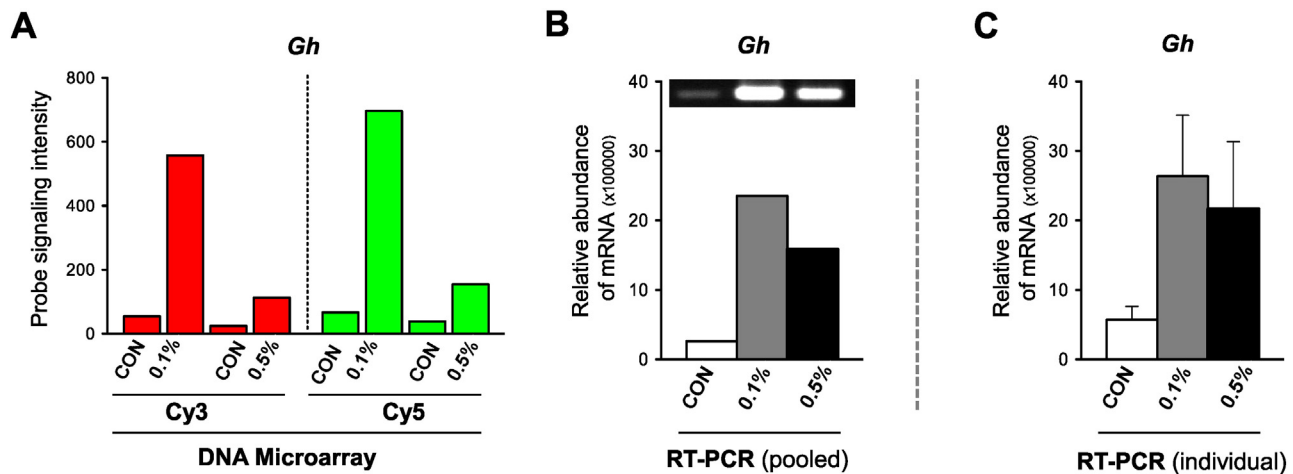 A
Gh
Probe signaling intensity
800
600
400
200
0
CON
0.1%
CON
0.5%
CON
0.1%
CON
0.5%
Cy3
Cy5
DNA Microarray
B
Gh
Relative abundance
of mRNA (x100000)
40
30
20
10
0
CON
0.1%
0.5%
RT-PCR (pooled)
C
Gh
Relative abundance
of mRNA (x100000)
40
30
20
10
0
CON
0.1%
0.5%
RT-PCR (individual)